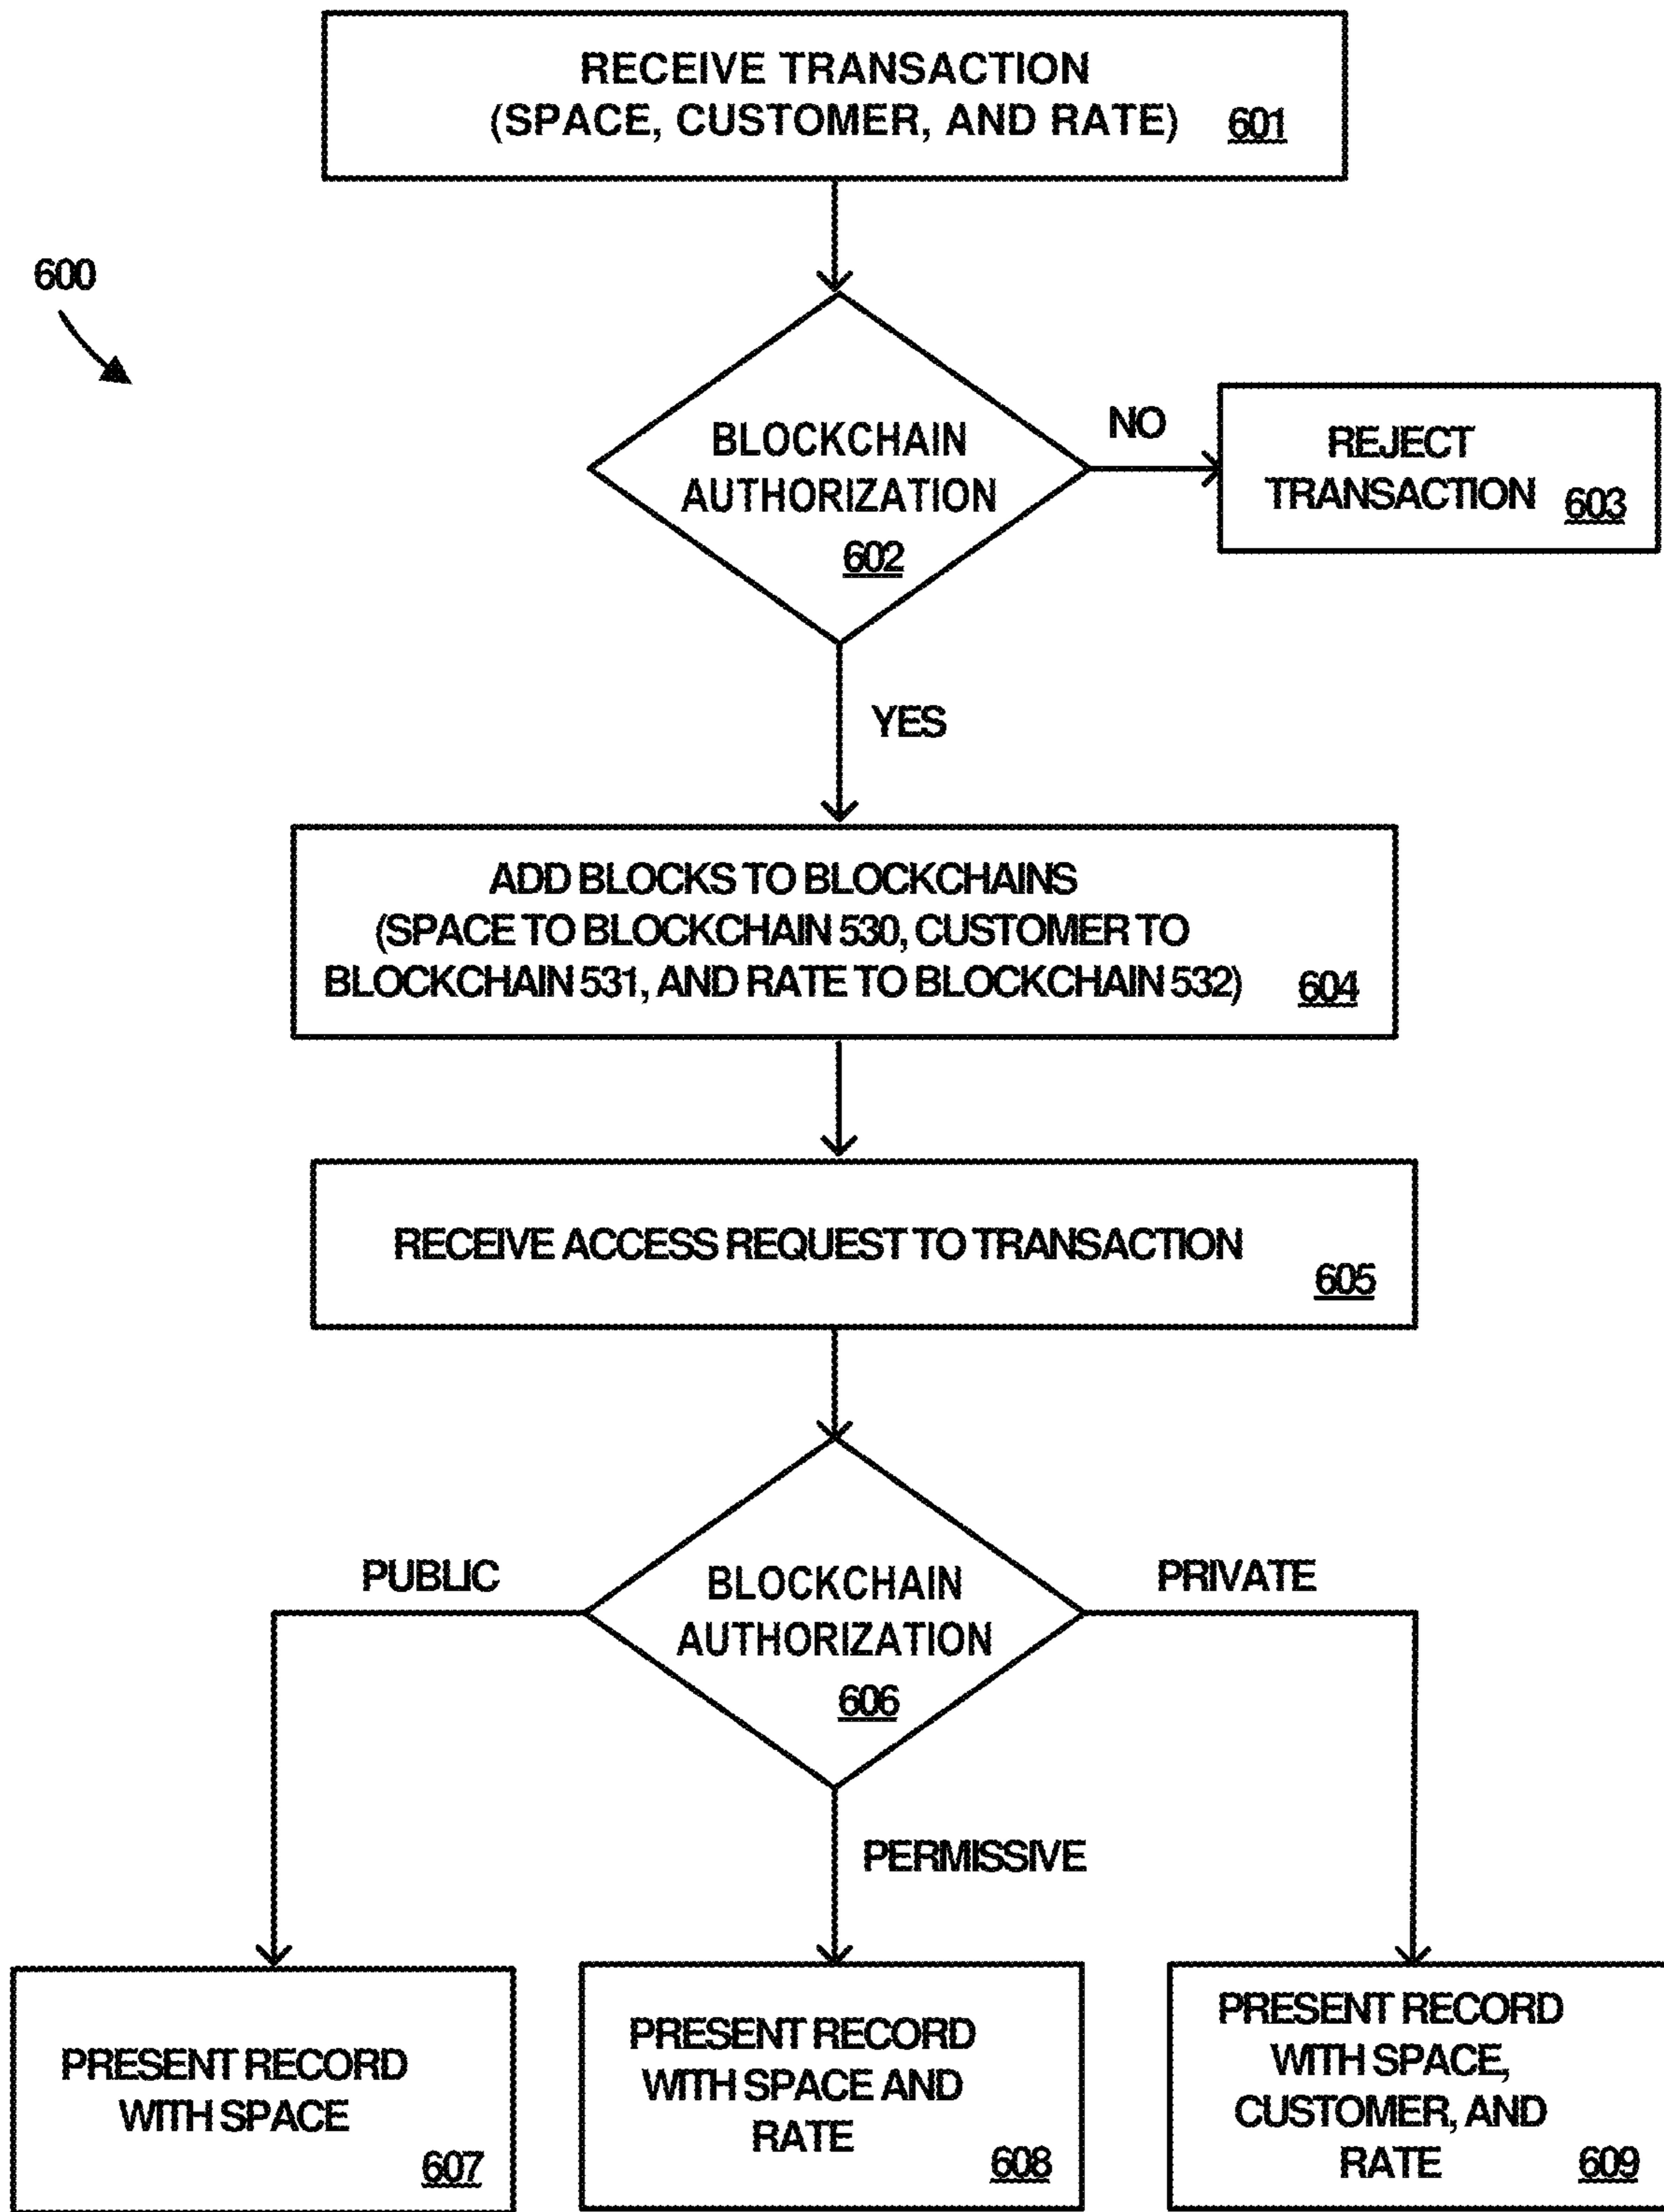 RECEIVE TRANSACTION
(SPACE, CUSTOMER, AND RATE) 601
600
BLOCKCHAIN
AUTHORIZATION
602
NO
REJECT
TRANSACTION 603
YES
ADD BLOCKS TO BLOCKCHAINS
(SPACE TO BLOCKCHAIN 530, CUSTOMER TO
BLOCKCHAIN 531, AND RATE TO BLOCKCHAIN 532) 604
RECEIVE ACCESS REQUEST TO TRANSACTION
605
PUBLIC
BLOCKCHAIN
AUTHORIZATION
606
PRIVATE
PERMISSIVE
PRESENT RECORD
WITH SPACE
607
PRESENT RECORD
WITH SPACE AND
RATE
608
PRESENT RECORD
WITH SPACE,
CUSTOMER, AND
RATE 609